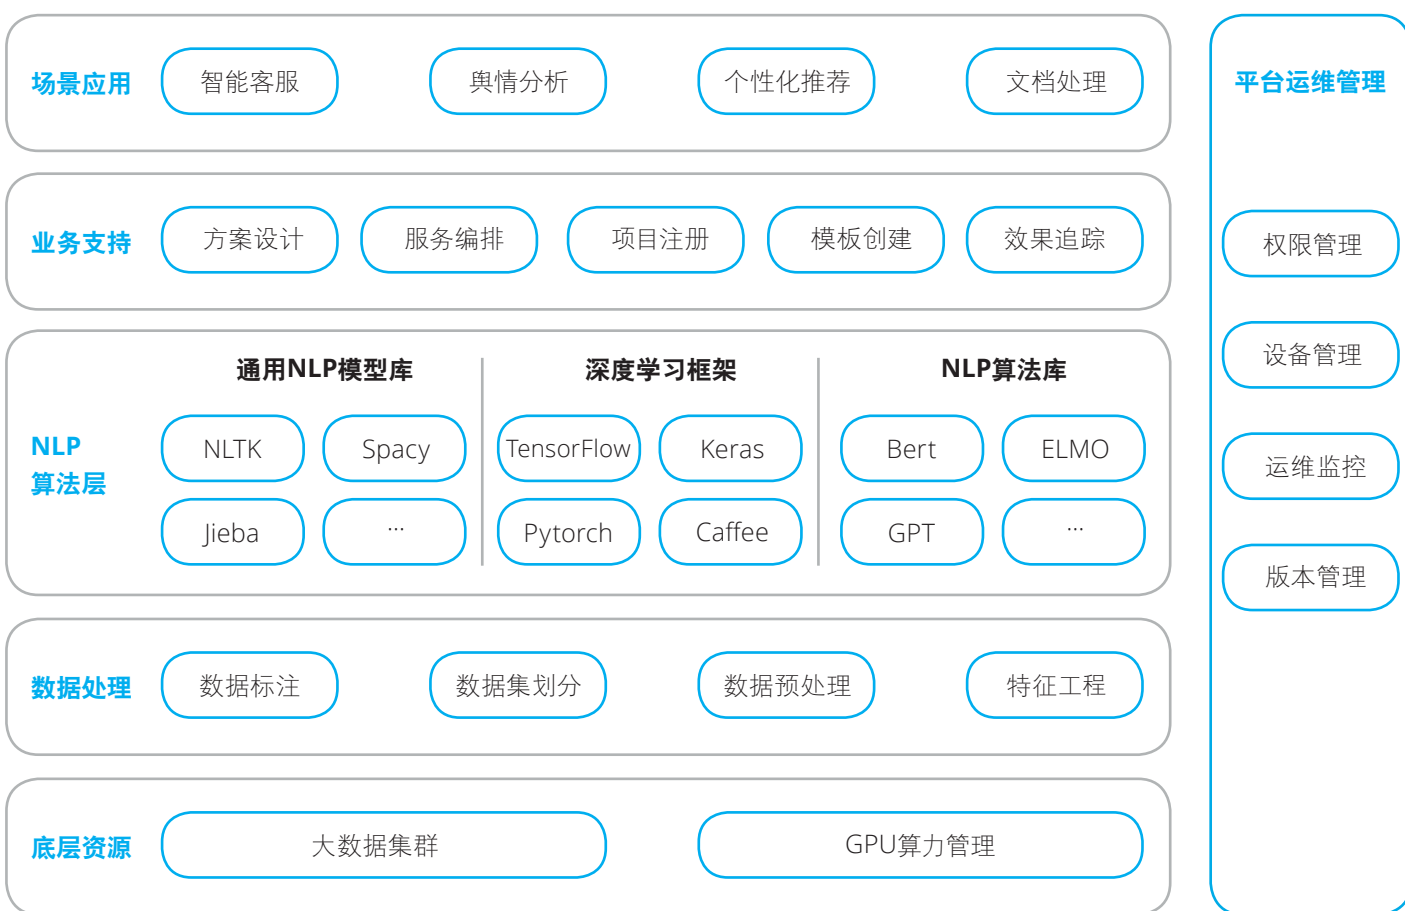 场景应用
智能客服
舆情分析
个性化推荐
文档处理
业务支持
方案设计
服务编排
项目注册
模板创建
效果追踪
NLP
算法层
通用NLP模型库
NLTK
Spacy
Jieba
...
深度学习框架
TensorFlow
Keras
Pytorch
Caffee
NLP算法库
Bert
ELMO
GPT
...
数据处理
数据标注
数据集划分
数据预处理
特征工程
底层资源
大数据集群
GPU算力管理
平台运维管理
权限管理
设备管理
运维监控
版本管理